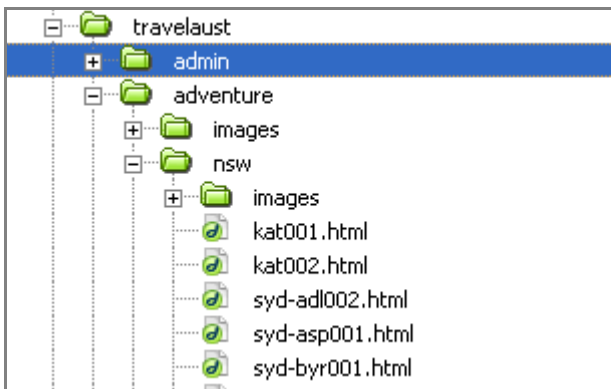 travelaust
admin
adventure
images
nsw
images
kat001.html
kat002.html
syd-adl002.html
syd-asp001.html
syd-byr001.html